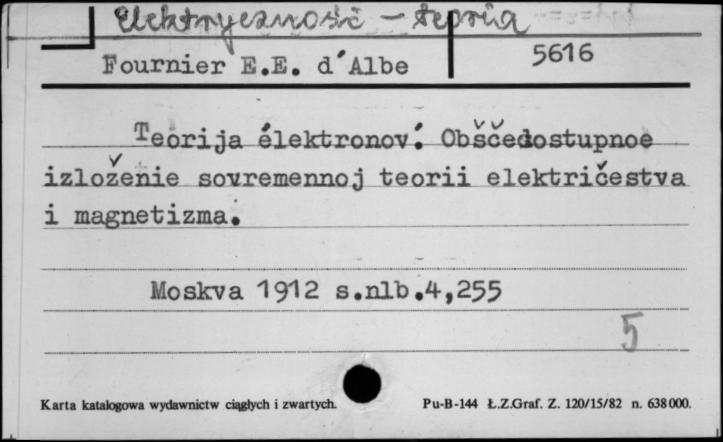 Elektryczność – teoria
Fournier E.E. d'Albe 5616
Teorija élektronov: Obščedostupnoe
izloženie sovremennoj teorii električestva
i magnetizma.
Moskva 1912 s.nlb.4,255
5
Karta katalogowa wydawnictw ciągłych i zwartych. Pu-B-144 Ł.Z.Graf. Z. 120/15/82 n. 638 000.